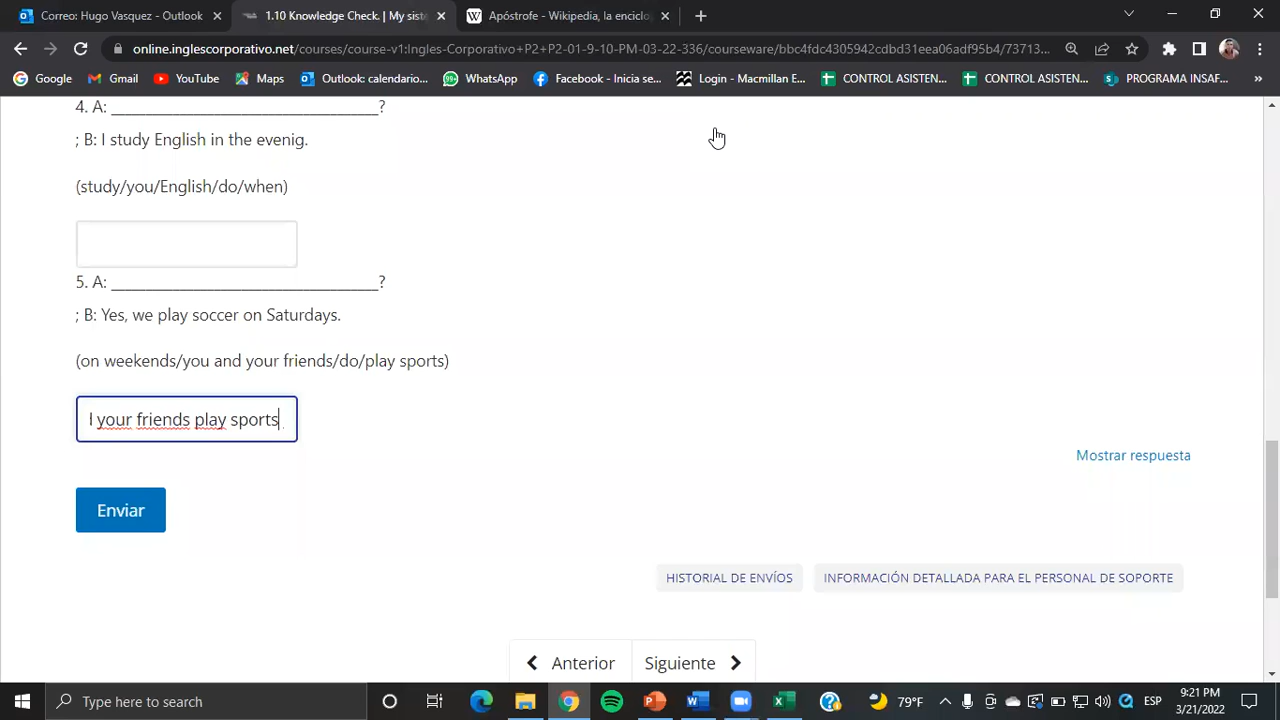 Correo: Hugo Vasquez - Outlook
1.10 Knowledge Check. | My siste
Apóstrofe - Wikipedia, la enciclo
online.inglescorporativo.net/courses/course-v1:Ingles-Corporativo+P2+P2-01-9-10-PM-03-22-336/courseware/bbc4fdc4305942cdbd31eea06adf95b4/73713...
Google
Gmail
YouTube
Maps
Outlook: calendario...
WhatsApp
Facebook - Inicia se...
Login - Macmillan E...
CONTROL ASISTEN...
CONTROL ASISTEN...
PROGRAMA INSAF...
4. A: ___________________________________?
; B: I study English in the evenig.
(study/you/English/do/when)
5. A: ___________________________________?
; B: Yes, we play soccer on Saturdays.
(on weekends/you and your friends/do/play sports)
your friends play sports
Mostrar respuesta
Enviar
HISTORIAL DE ENVÍOS
INFORMACIÓN DETALLADA PARA EL PERSONAL DE SOPORTE
Anterior
Siguiente
Type here to search
79°F
ESP
9:21 PM
3/21/2022